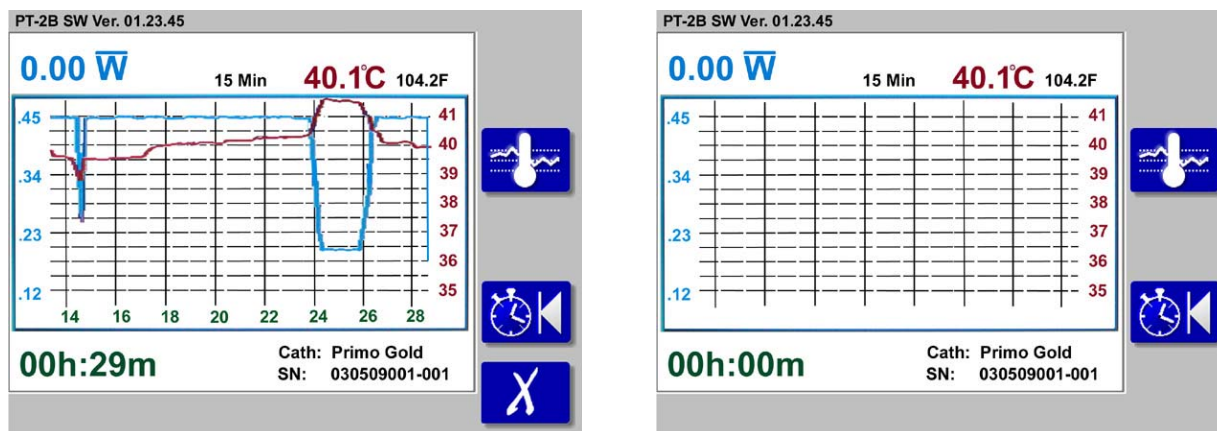 PT-2B SW Ver. 01.23.45
0.00 W
15 Min
40.1°C 104.2F
.45
.34
.23
.12
41
40
39
38
37
36
35
14 16 18 20 22 24 26 28
00h:29m
Cath: Primo Gold
SN: 030509001-001
X
PT-2B SW Ver. 01.23.45
0.00 W
15 Min
40.1°C 104.2F
.45
.34
.23
.12
41
40
39
38
37
36
35
00h:00m
Cath: Primo Gold
SN: 030509001-001